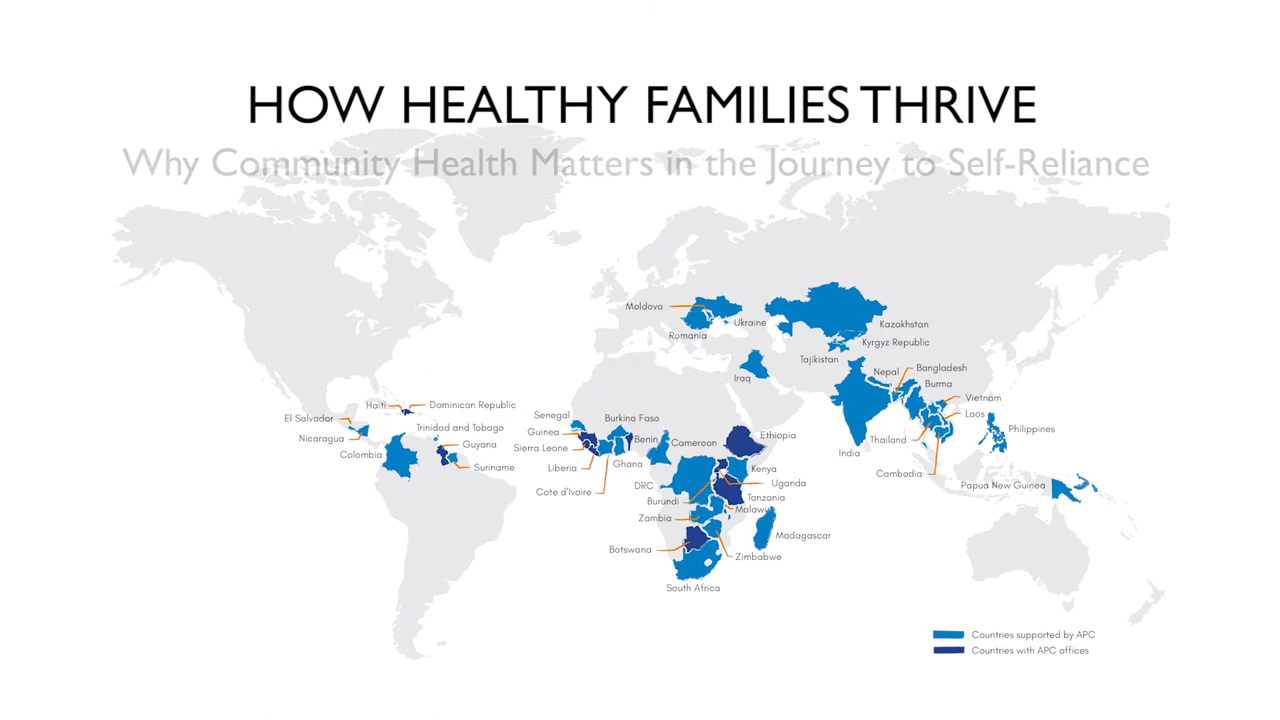 HOW HEALTHY FAMILIES THRIVE
Why Community Health Matters in the Journey to Self-Reliance
Moldova
Ukraine
Romania
Kazakhstan
Kyrgyz Republic
Tajikistan
Iraq
Nepal
Bangladesh
Burma
Vietnam
Laos
Philippines
Thailand
India
Cambodia
Papua New Guinea
Haiti
Dominican Republic
El Salvador
Nicaragua
Trinidad and Tobago
Colombia
Guyana
Suriname
Senegal
Burkina Faso
Guinea
Benin
Cameroon
Ethiopia
Sierra Leone
Liberia
Ghana
Kenya
Cote d'Ivoire
DRC
Uganda
Burundi
Tanzania
Malawi
Zambia
Madagascar
Botswana
Zimbabwe
South Africa
Countries supported by APC
Countries with APC offices